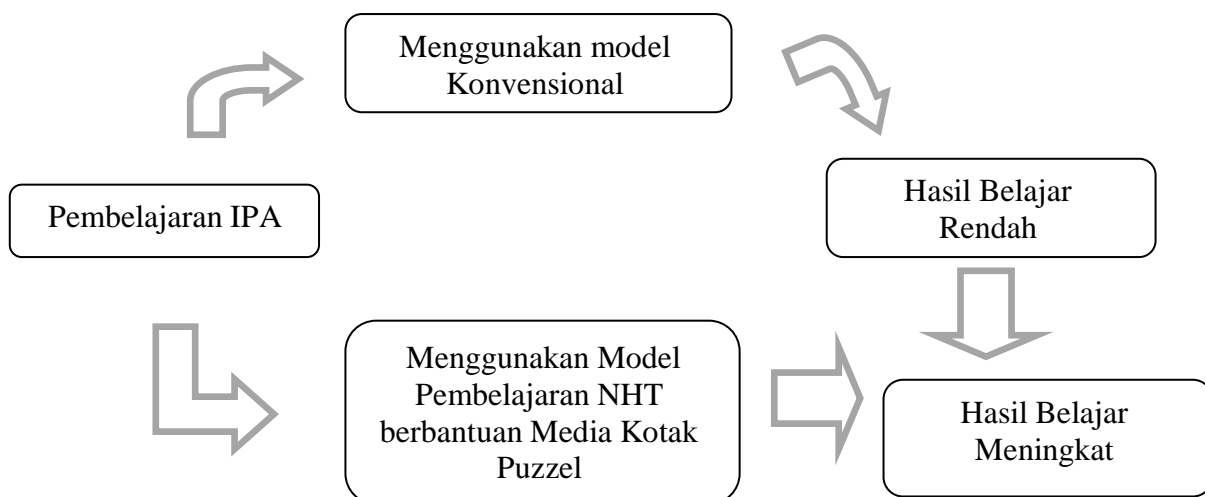 Menggunakan model
Konvensional
Pembelajaran IPA
Hasil Belajar
Rendah
Menggunakan Model
Pembelajaran NHT
berbantuan Media Kotak
Puzzel
Hasil Belajar
Meningkat